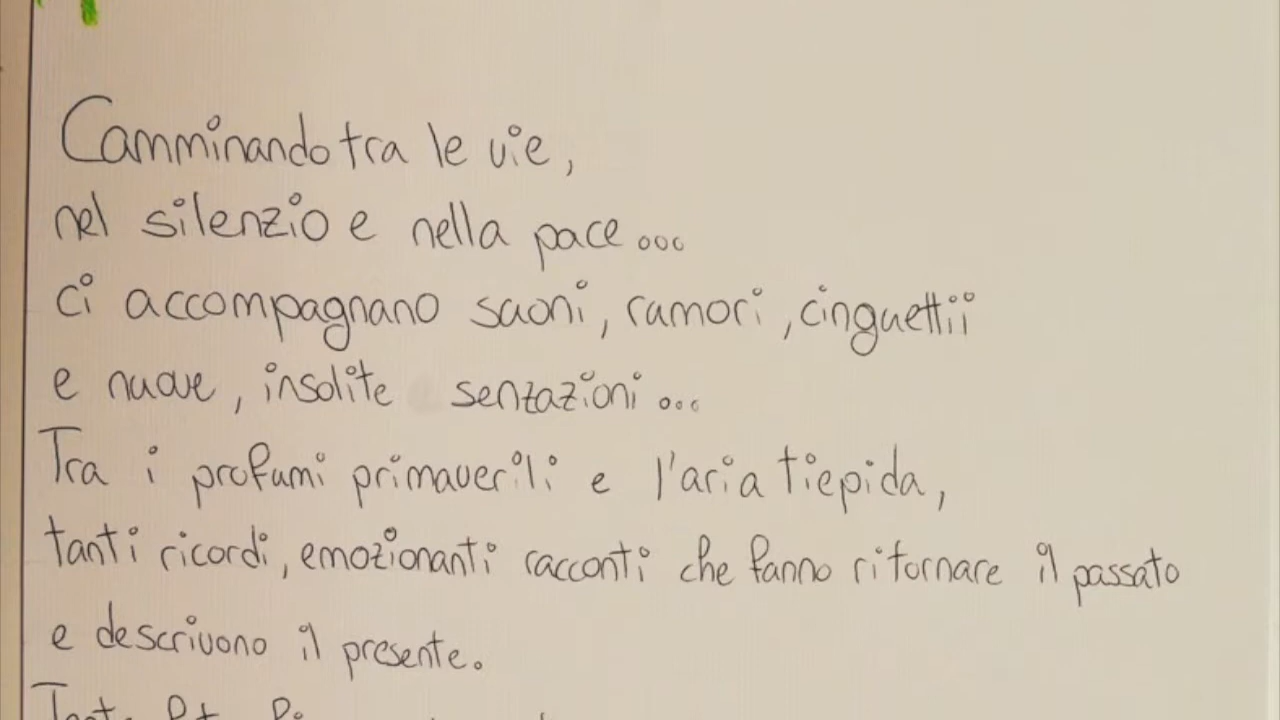 Camminando tra le vie,
nel silenzio e nella pace...
ci accompagnano suoni, rumori, cinguettii
e nuove, insolite sentazioni...
Tra i profumi primaverili e l'aria tiepida,
tanti ricordi, emozionanti racconti che fanno ritornare il passato
e descrivono il presente.